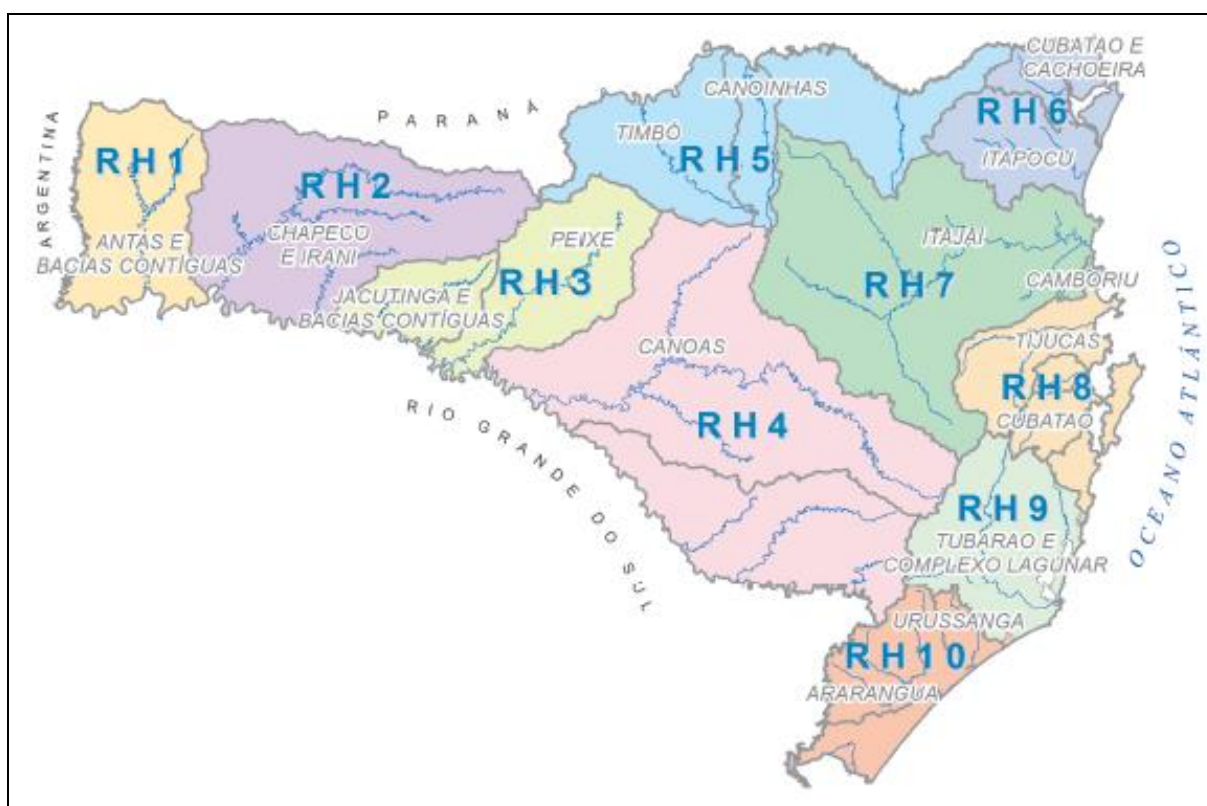 CUBATAO E
CACHOEIRA
CANOINHAS
PARANÁ
ARGENTINA
RH1
RH2
TIMBÓ
RH5
RH6
ITAPOCU
ANTAS E
BACIAS CONTÍGUAS
CHAPECO
E IRANI
PEIXE
RH3
JACUTINGA E
BACIAS CONTÍGUAS
ITAJAI
RH7
CAMBORIU
CANOAS
RH4
TIJUCAS
RH8
CUBATAO
OCEANO ATLÁNTICO
RIO GRANDE DO SUL
RH9
TUBARAO E
COMPLEXO LAGUNAR
URUSSANGA
RH10
ARARANGUA